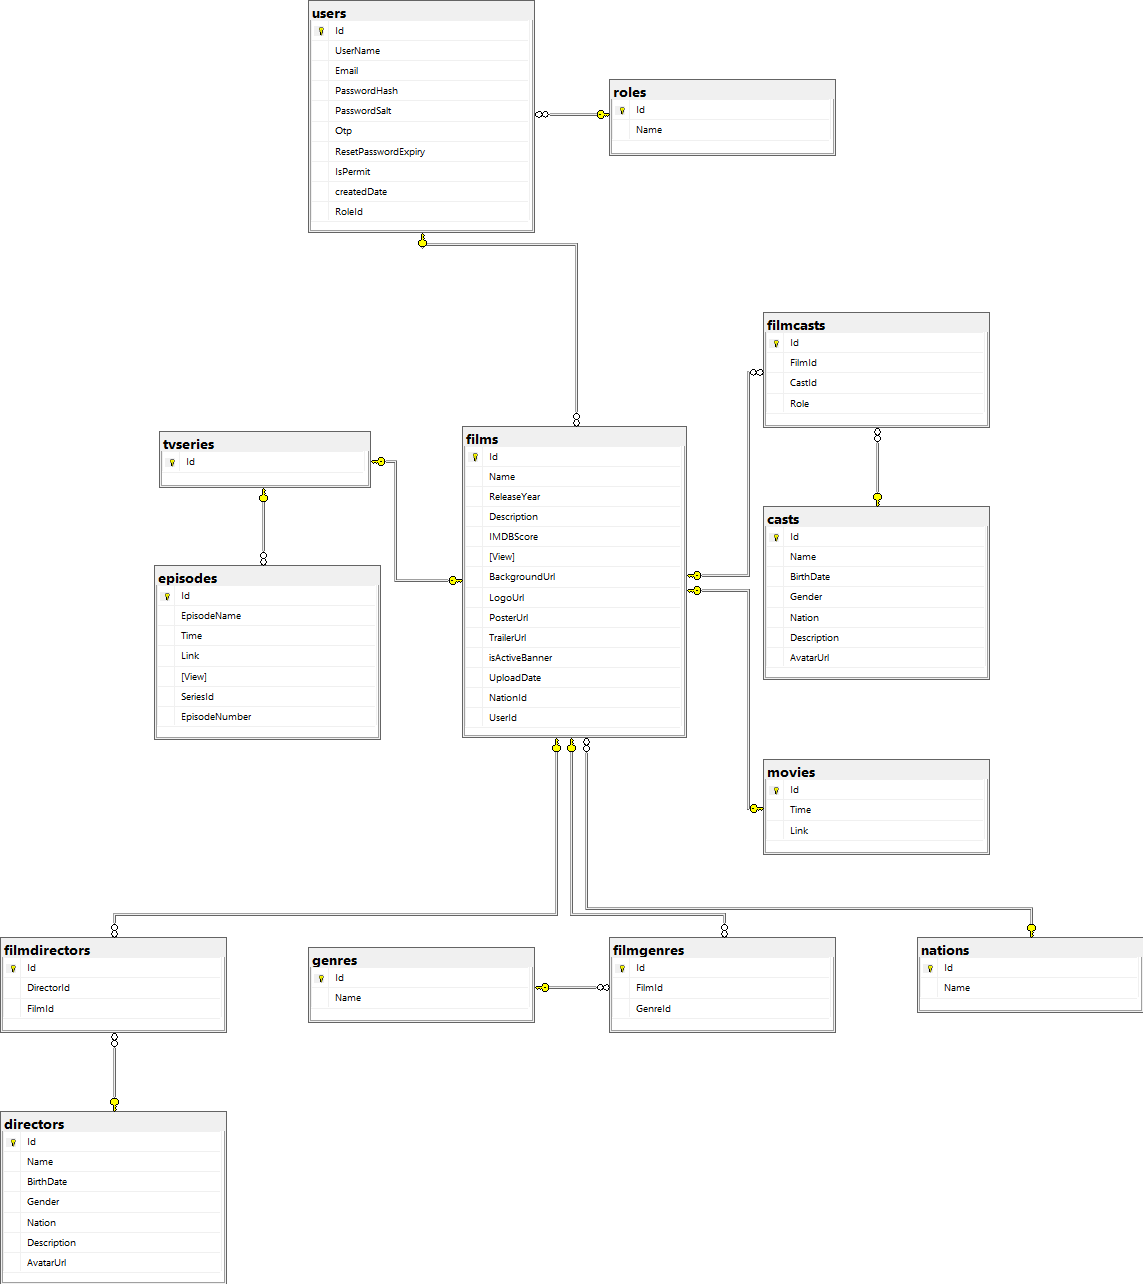 users
Id
UserName
Email
PasswordHash
PasswordSalt
Otp
ResetPasswordExpiry
IsPermit
createdDate
RoleId
roles
Id
Name
filmcasts
Id
FilmId
CastId
Role
tvseries
Id
films
Id
Name
ReleaseYear
Description
IMDBScore
[View]
BackgroundUrl
LogoUrl
PosterUrl
TrailerUrl
isActiveBanner
UploadDate
NationId
UserId
casts
Id
Name
BirthDate
Gender
Nation
Description
AvatarUrl
episodes
Id
EpisodeName
Time
Link
[View]
SeriesId
EpisodeNumber
movies
Id
Time
Link
filmdirectors
Id
DirectorId
FilmId
genres
Id
Name
filmgenres
Id
FilmId
GenreId
nations
Id
Name
directors
Id
Name
BirthDate
Gender
Nation
Description
AvatarUrl